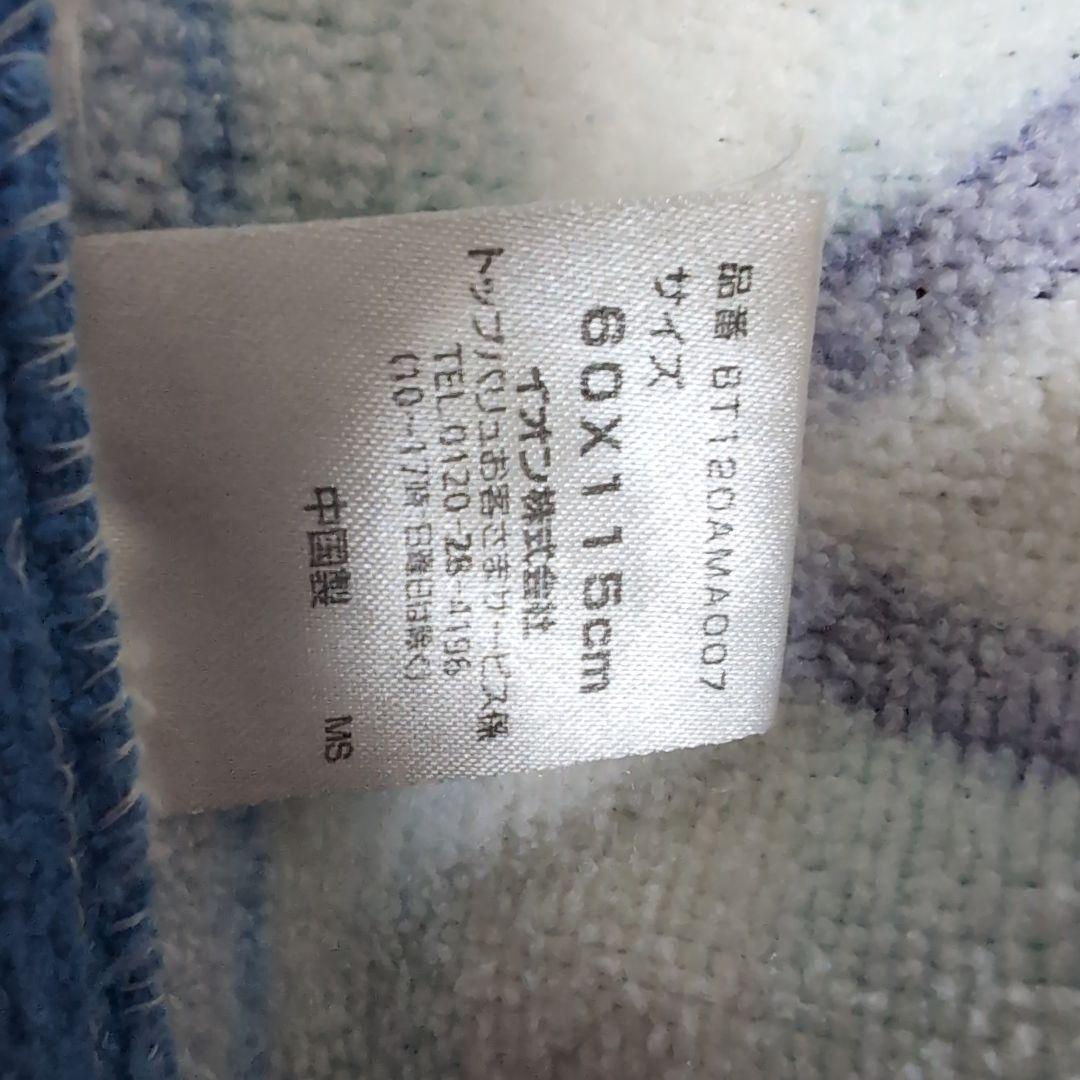 品番 BT120AMA007
サイズ
60X115cm
イオン株式会社
トップバリュお客さまサービス係
TEL 0120-28-4196
(10-17時 日曜日は除く)
中国製 MS